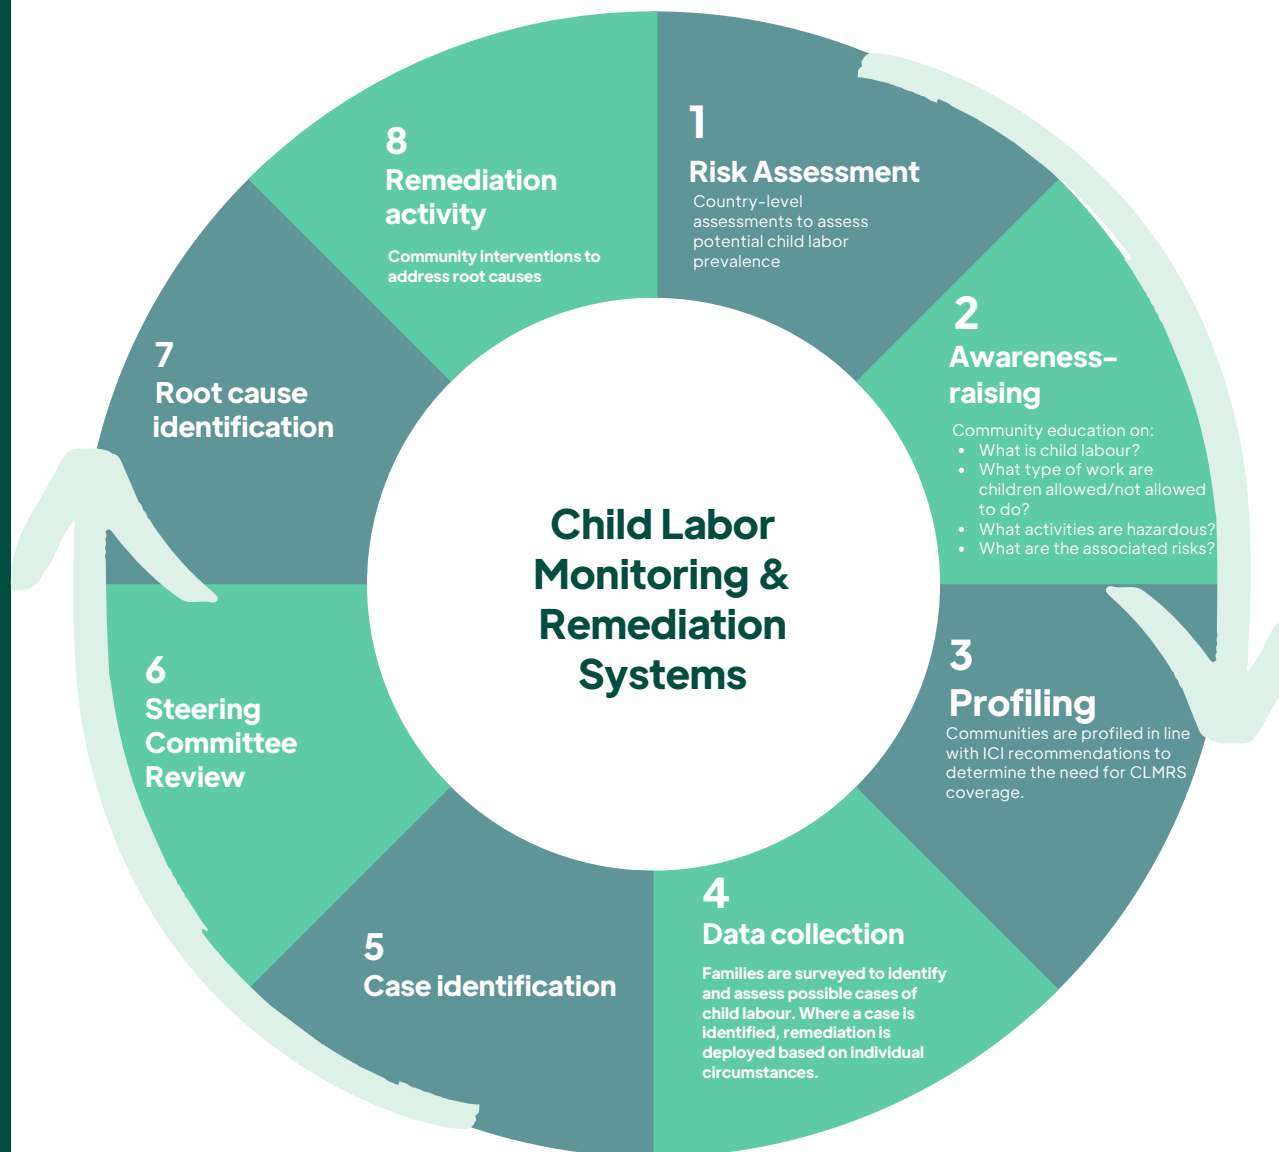 1
Risk Assessment
Country-level
assessments to assess
potential child labor
prevalence
2
Awareness-
raising
Community education on:
• What is child labour?
• What type of work are
children allowed/not allowed
to do?
• What activities are hazardous?
• What are the associated risks?
3
Profiling
Communities are profiled in line
with ICI recommendations to
determine the need for CLMRS
coverage.
4
Data collection
Families are surveyed to identify
and assess possible cases of
child labour. Where a case is
identified, remediation is
deployed based on individual
circumstances.
5
Case identification
6
Steering
Committee
Review
7
Root cause
identification
8
Remediation
activity
Community interventions to
address root causes
Child Labor
Monitoring &
Remediation
Systems